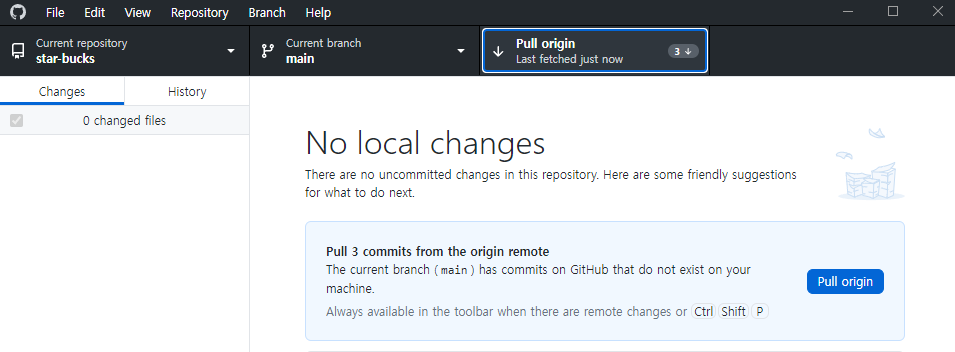 File Edit View Repository Branch Help
Current repository
star-bucks
Current branch
main
Pull origin
Last fetched just now
3
Changes
History
0 changed files
No local changes
There are no uncommitted changes in this repository. Here are some friendly suggestions
for what to do next.
Pull 3 commits from the origin remote
The current branch (main) has commits on GitHub that do not exist on your
machine.
Always available in the toolbar when there are remote changes or Ctrl Shift P
Pull origin